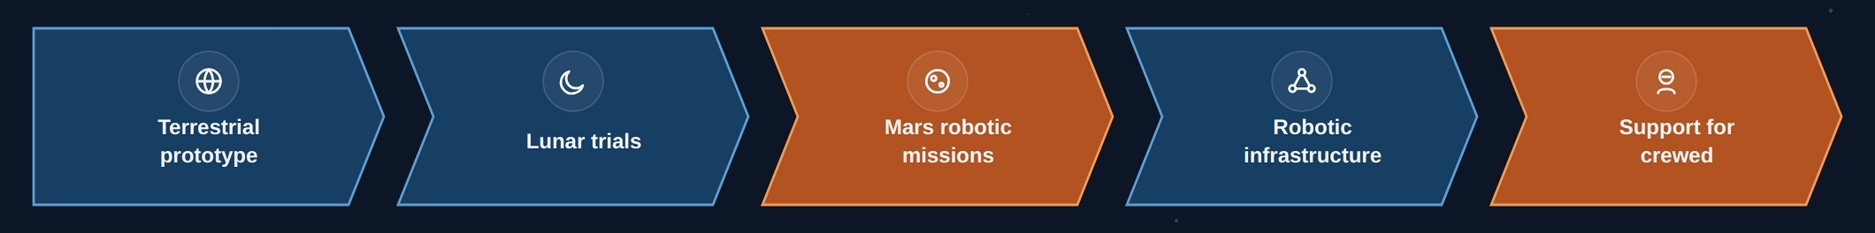 Terrestrial
prototype
Lunar trials
Mars robotic
missions
Robotic
infrastructure
Support for
crewed